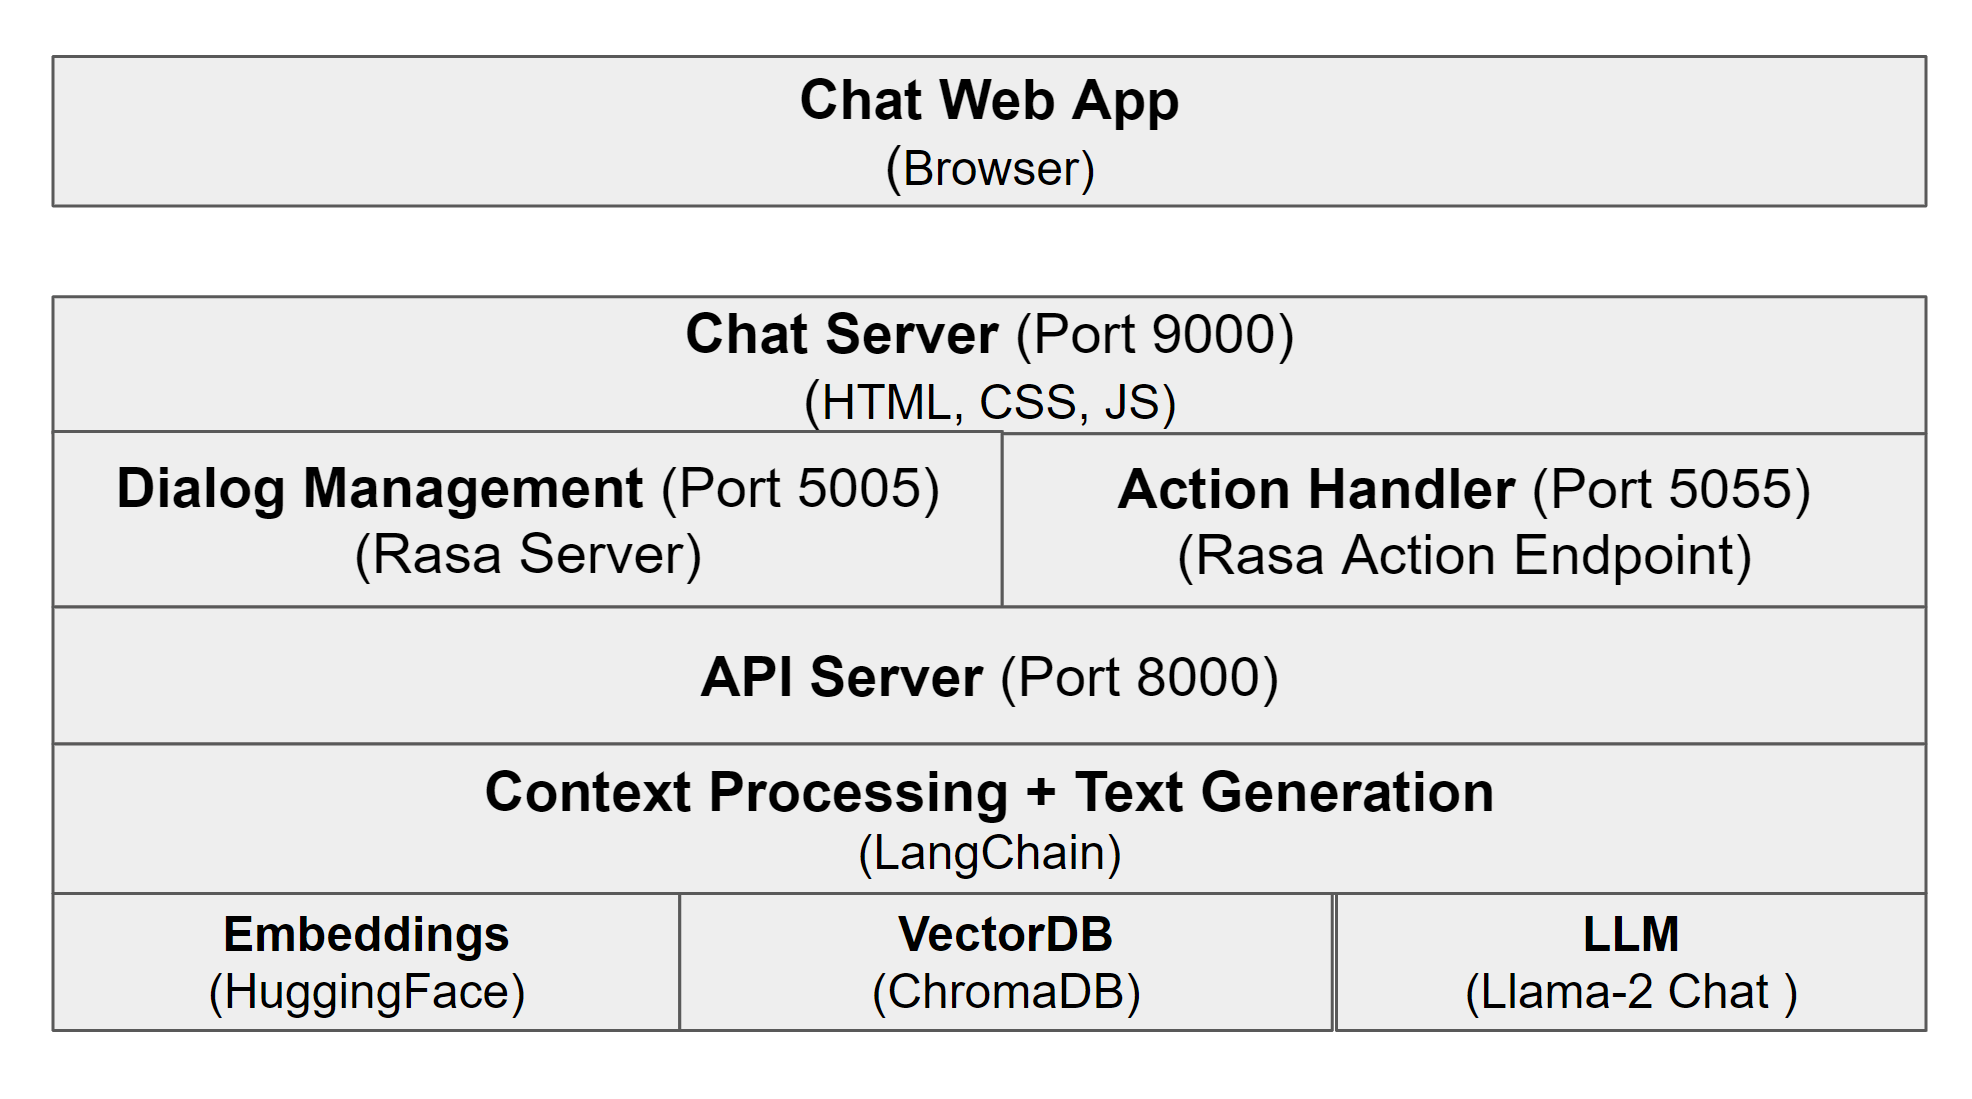 Chat Web App
(Browser)
Chat Server (Port 9000)
(HTML, CSS, JS)
Dialog Management (Port 5005)
(Rasa Server)
Action Handler (Port 5055)
(Rasa Action Endpoint)
API Server (Port 8000)
Context Processing + Text Generation
(LangChain)
Embeddings
(HuggingFace)
VectorDB
(ChromaDB)
LLM
(Llama-2 Chat )